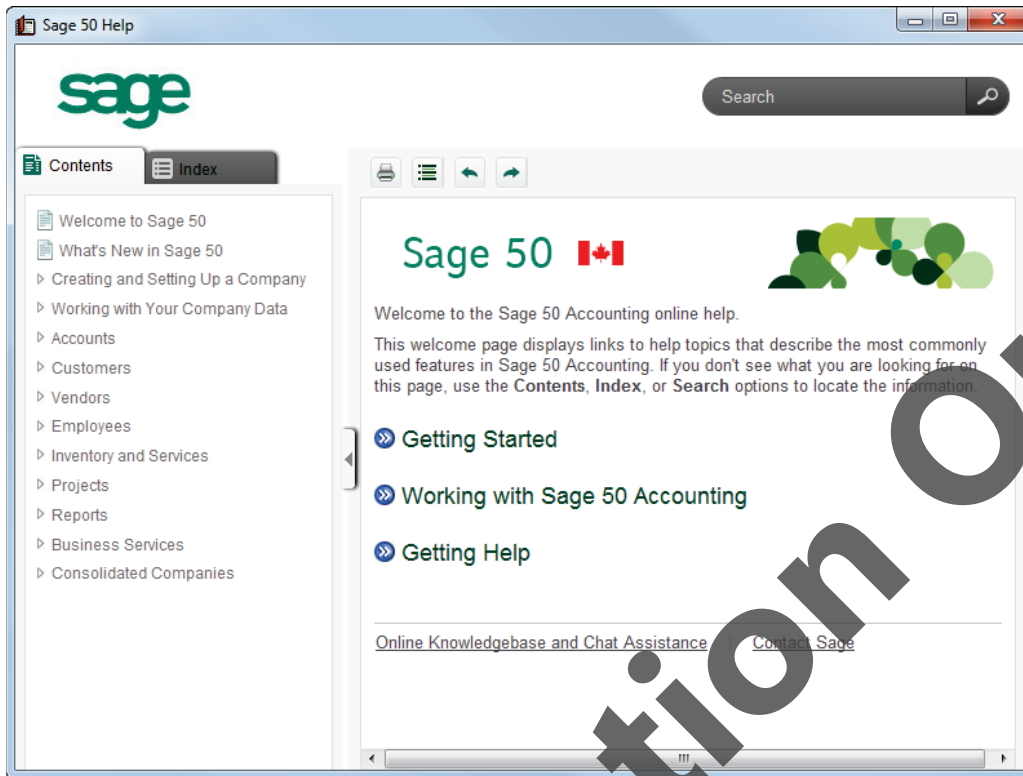 Sage 50 Help
sage
Search
Contents
Index
Welcome to Sage 50
What's New in Sage 50
Creating and Setting Up a Company
Working with Your Company Data
Accounts
Customers
Vendors
Employees
Inventory and Services
Projects
Reports
Business Services
Consolidated Companies
Sage 50
Welcome to the Sage 50 Accounting online help.
This welcome page displays links to help topics that describe the most commonly
used features in Sage 50 Accounting. If you don't see what you are looking for on
this page, use the Contents, Index, or Search options to locate the information.
Getting Started
Working with Sage 50 Accounting
Getting Help
Online Knowledgebase and Chat Assistance | Contact Sage
tion O